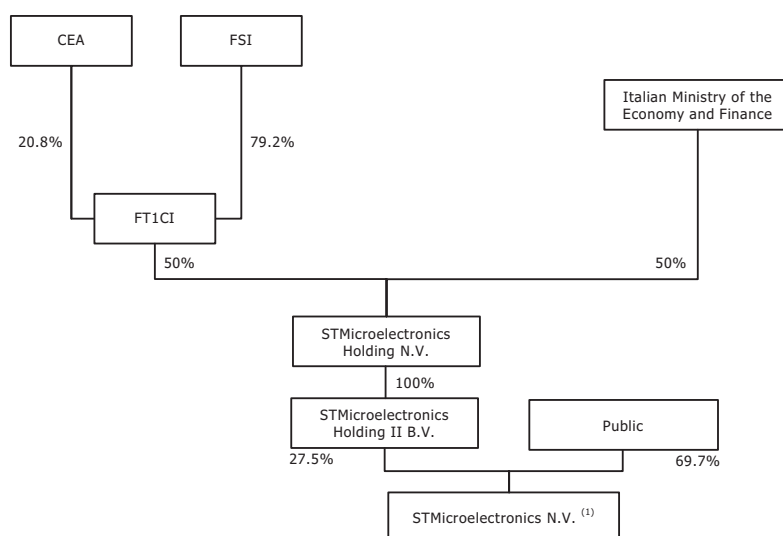 CEA
FSI
Italian Ministry of the
Economy and Finance
20.8%
79.2%
FT1CI
50%
50%
STMicroelectronics
Holding N.V.
100%
STMicroelectronics
Holding II B.V.
Public
27.5%
69.7%
STMicroelectronics N.V. (1)